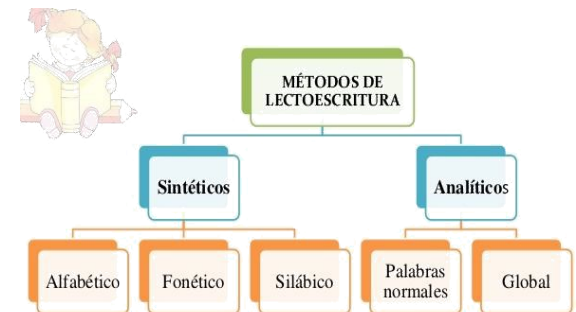 MÉTODOS DE
LECTOESCRITURA
Sintéticos
Analíticos
Alfabético
Fonético
Silábico
Palabras
normales
Global